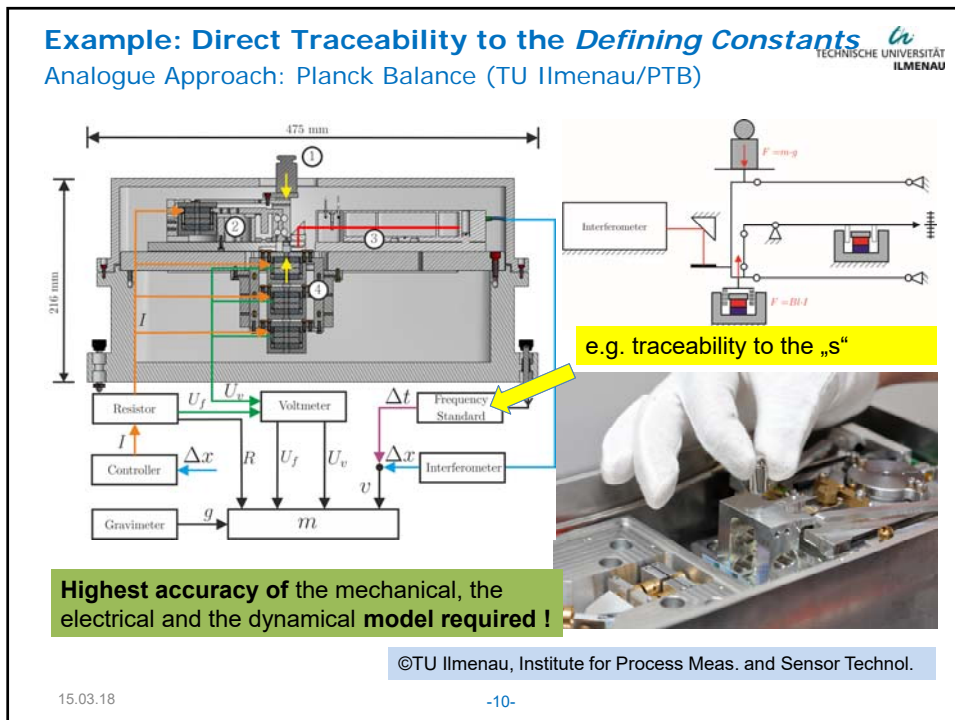 Example: Direct Traceability to the Defining Constants
TECHNISCHE UNIVERSITÄT
ILMENAU
Analogue Approach: Planck Balance (TU Ilmenau/PTB)
475 mm
216 mm
1
2
3
4
I
F=m·g
Interferometer
F=Bl·I
e.g. traceability to the „s“
U_f
U_v
Resistor
Voltmeter
Δt
Frequency
Standard
I
Controller
Δx
R
U_f
U_v
Δx
Interferometer
v
Gravimeter
g
m
Highest accuracy of the mechanical, the
electrical and the dynamical model required !
©TU Ilmenau, Institute for Process Meas. and Sensor Technol.
15.03.18
-10-